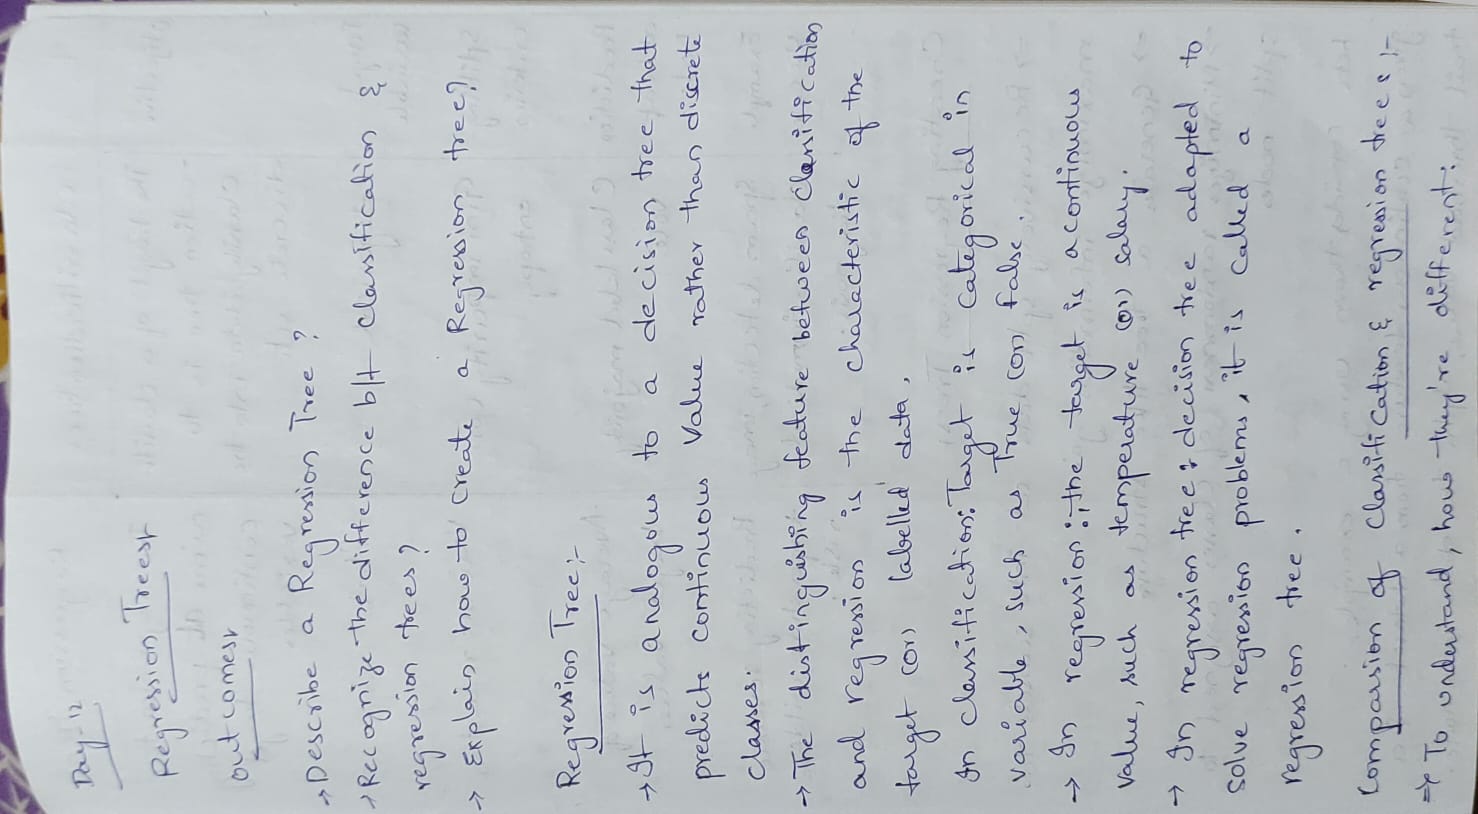 Day-12
Regression Trees:-
outcomes:-
→ Describe a Regression Tree ?
→ Recognize the difference b/t classification &
regression trees ?
→ Explain how to create a Regression tree?
Regression Tree :-
→ It is analogous to a decision tree that
predicts continuous Value rather than discrete
classes.
→ The distinguishing feature between classification
and regression is the characteristic of the
target (or) labelled data,
In classification: Target is categorical in
variable, such as True (or) false.
→ In regression :, the target is a continuous
value, such as temperature (or) salary.
→ In regression tree : decision tree adapted to
solve regression problems, it is called a
regression tree.
Comparsion of classification & regression trees :-
⇒ To understand, how they're different: